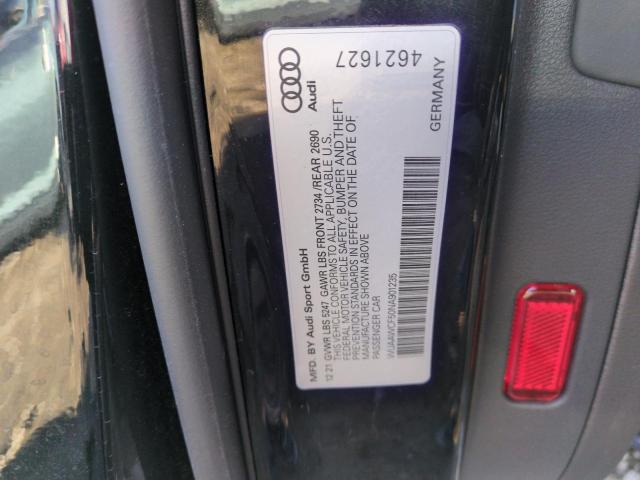 MFD. BY Audi Sport GmbH
Audi
12 21 GVWR LBS 5247 GAWR LBS FRONT 2734 /REAR 2690
THIS VEHICLE CONFORMS TO ALL APPLICABLE U.S.
FEDERAL MOTOR VEHICLE SAFETY, BUMPER AND THEFT
PREVENTION STANDARDS IN EFFECT ON THE DATE OF
MANUFACTURE SHOWN ABOVE
PASSENGER CAR
4621627
WUAAWCF50NA901235
GERMANY